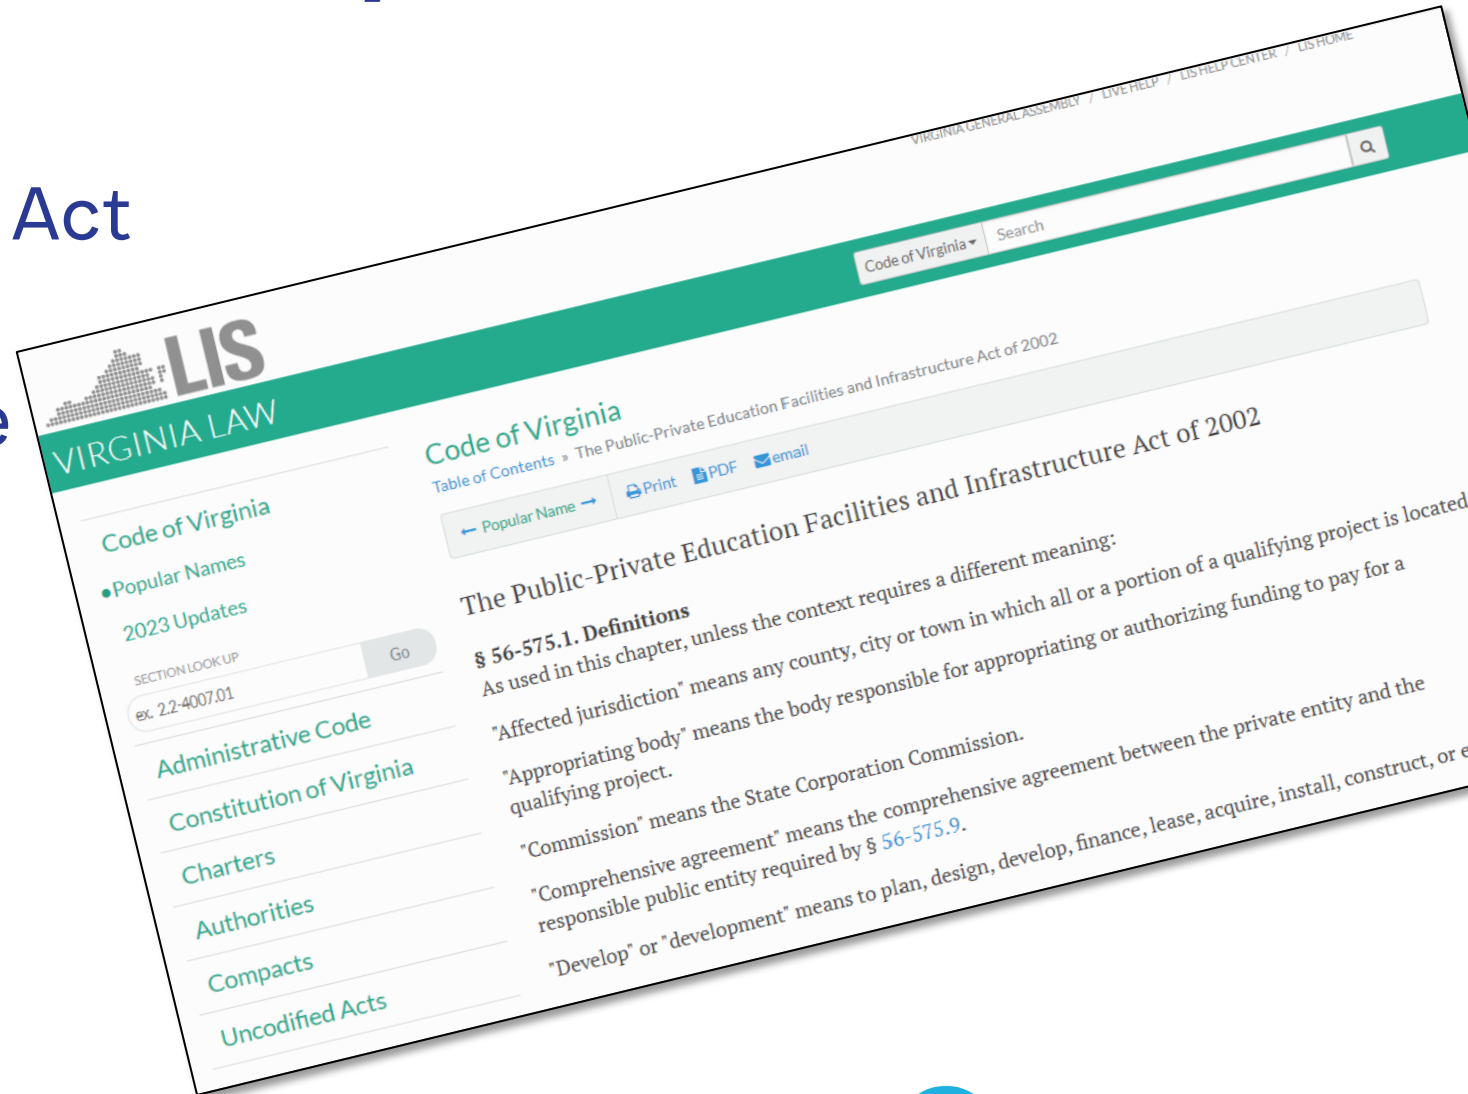 Act
e
VIRGINIA GENERAL ASSEMBLY / LIVE HELP / LIS HELP CENTER / LIS HOME
Code of Virginia Search
LIS
VIRGINIA LAW
Code of Virginia
Popular Names
2023 Updates
SECTION LOOK UP
ex. 2.2-4007.01 Go
Administrative Code
Constitution of Virginia
Charters
Authorities
Compacts
Uncodified Acts
Code of Virginia
Table of Contents » The Public-Private Education Facilities and Infrastructure Act of 2002
← Popular Name → Print PDF email
The Public-Private Education Facilities and Infrastructure Act of 2002
§ 56-575.1. Definitions
As used in this chapter, unless the context requires a different meaning:
"Affected jurisdiction" means any county, city or town in which all or a portion of a qualifying project is located
"Appropriating body" means the body responsible for appropriating or authorizing funding to pay for a
qualifying project.
"Commission" means the State Corporation Commission.
"Comprehensive agreement" means the comprehensive agreement between the private entity and the
responsible public entity required by § 56-575.9.
"Develop" or "development" means to plan, design, develop, finance, lease, acquire, install, construct, or